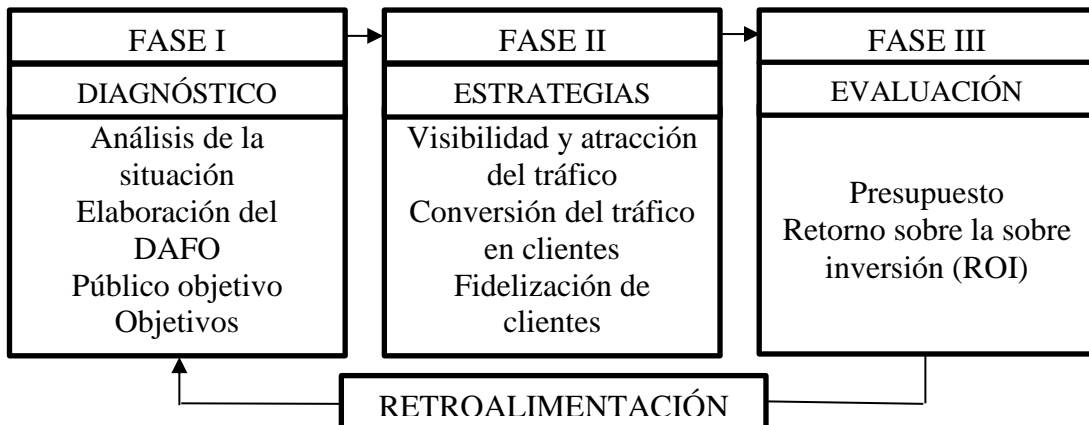 FASE I
DIAGNÓSTICO
Análisis de la
situación
Elaboración del
DAFO
Público objetivo
Objetivos
FASE II
ESTRATEGIAS
Visibilidad y atracción
del tráfico
Conversión del tráfico
en clientes
Fidelización de
clientes
FASE III
EVALUACIÓN
Presupuesto
Retorno sobre la sobre
inversión (ROI)
RETROALIMENTACIÓN